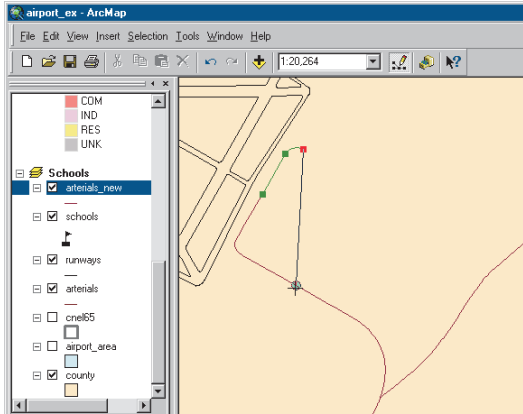 airport_ex - ArcMap
File Edit View Insert Selection Tools Window Help
1:20,264
COM
IND
RES
UNK
Schools
arterials_new
schools
runways
arterials
cnel65
airport_area
county